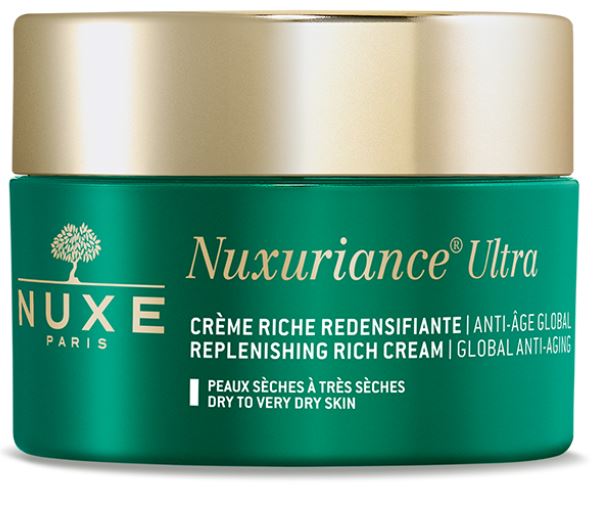 Nuxuriance® Ultra
NUXE
PARIS
CRÈME RICHE REDENSIFIANTE | ANTI-ÂGE GLOBAL
REPLENISHING RICH CREAM | GLOBAL ANTI-AGING
PEAUX SÈCHES À TRÈS SÈCHES
DRY TO VERY DRY SKIN